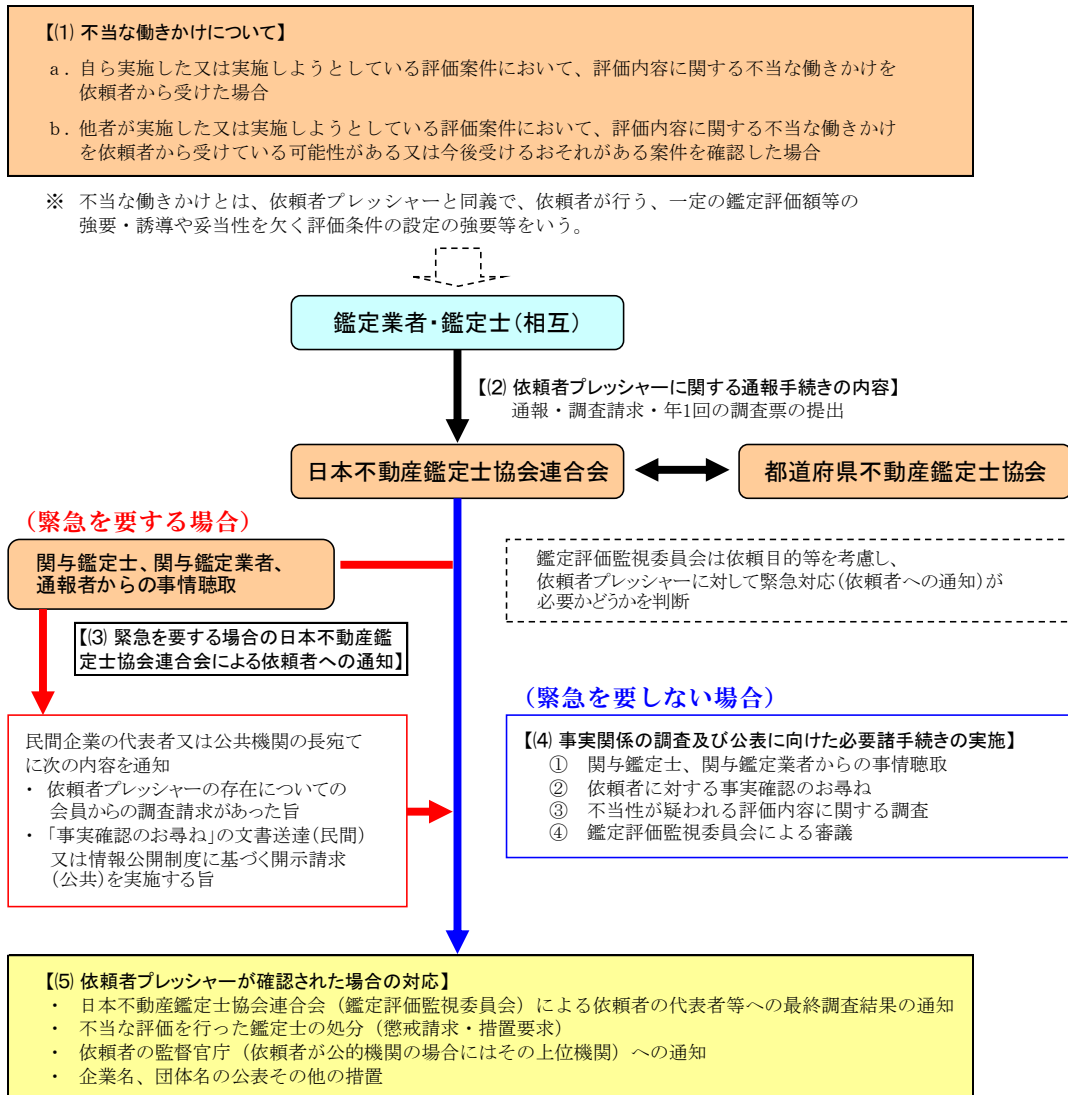 【(1) 不当な働きかけについて】
a．自ら実施した又は実施しようとしている評価案件において、評価内容に関する不当な働きかけを
依頼者から受けた場合
b．他者が実施した又は実施しようとしている評価案件において、評価内容に関する不当な働きかけ
を依頼者から受けている可能性がある又は今後受けるおそれがある案件を確認した場合
※ 不当な働きかけとは、依頼者プレッシャーと同義で、依頼者が行う、一定の鑑定評価額等の
強要・誘導や妥当性を欠く評価条件の設定の強要等をいう。
鑑定業者・鑑定士（相互）
【(2) 依頼者プレッシャーに関する通報手続きの内容】
通報・調査請求・年1回の調査票の提出
日本不動産鑑定士協会連合会
都道府県不動産鑑定士協会
（緊急を要する場合）
関与鑑定士、関与鑑定業者、
通報者からの事情聴取
鑑定評価監視委員会は依頼目的等を考慮し、
依頼者プレッシャーに対して緊急対応（依頼者への通知）が
必要かどうかを判断
【(3) 緊急を要する場合の日本不動産鑑
定士協会連合会による依頼者への通知】
（緊急を要しない場合）
民間企業の代表者又は公共機関の長宛て
に次の内容を通知
・ 依頼者プレッシャーの存在についての
会員からの調査請求があった旨
・ 「事実確認のお尋ね」の文書送達（民間）
又は情報公開制度に基づく開示請求
（公共）を実施する旨
【(4) 事実関係の調査及び公表に向けた必要諸手続きの実施】
① 関与鑑定士、関与鑑定業者からの事情聴取
② 依頼者に対する事実確認のお尋ね
③ 不当性が疑われる評価内容に関する調査
④ 鑑定評価監視委員会による審議
【(5) 依頼者プレッシャーが確認された場合の対応】
・ 日本不動産鑑定士協会連合会（鑑定評価監視委員会）による依頼者の代表者等への最終調査結果の通知
・ 不当な評価を行った鑑定士の処分（懲戒請求・措置要求）
・ 依頼者の監督官庁（依頼者が公的機関の場合にはその上位機関）への通知
・ 企業名、団体名の公表その他の措置